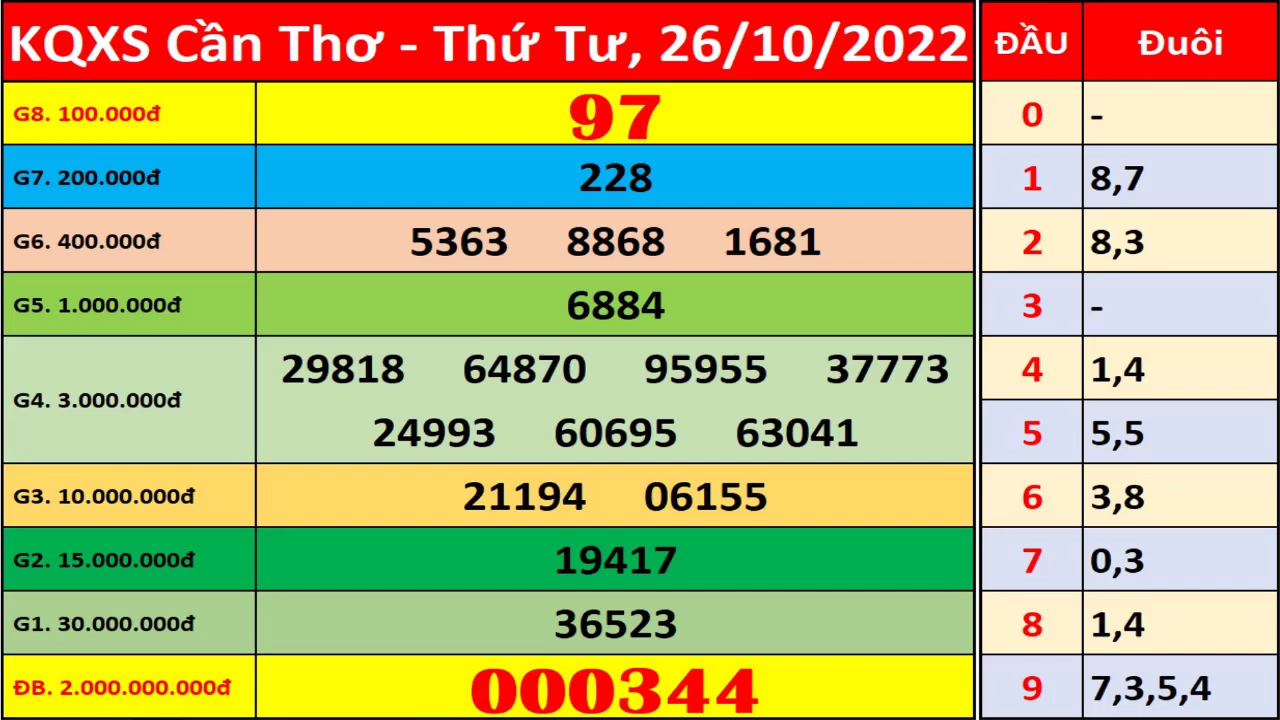 KQXS Cần Thơ - Thứ Tư, 26/10/2022 ĐẦU Đuôi
G8. 100.000đ 97 0 -
G7. 200.000đ 228 1 8,7
G6. 400.000đ 5363 8868 1681 2 8,3
G5. 1.000.000đ 6884 3 -
G4. 3.000.000đ 29818 64870 95955 37773 4 1,4
24993 60695 63041 5 5,5
G3. 10.000.000đ 21194 06155 6 3,8
G2. 15.000.000đ 19417 7 0,3
G1. 30.000.000đ 36523 8 1,4
ĐB. 2.000.000.000đ 000344 9 7,3,5,4